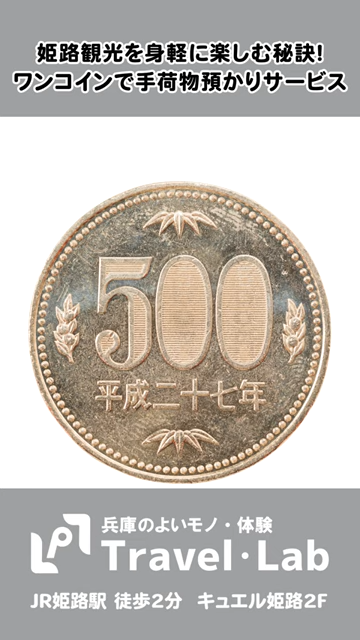 姫路観光を身軽に楽しむ秘訣!
ワンコインで手荷物預かりサービス
500
平成二十七年
兵庫のよいモノ・体験
Travel・Lab
JR姫路駅 徒歩2分 キュエル姫路2F